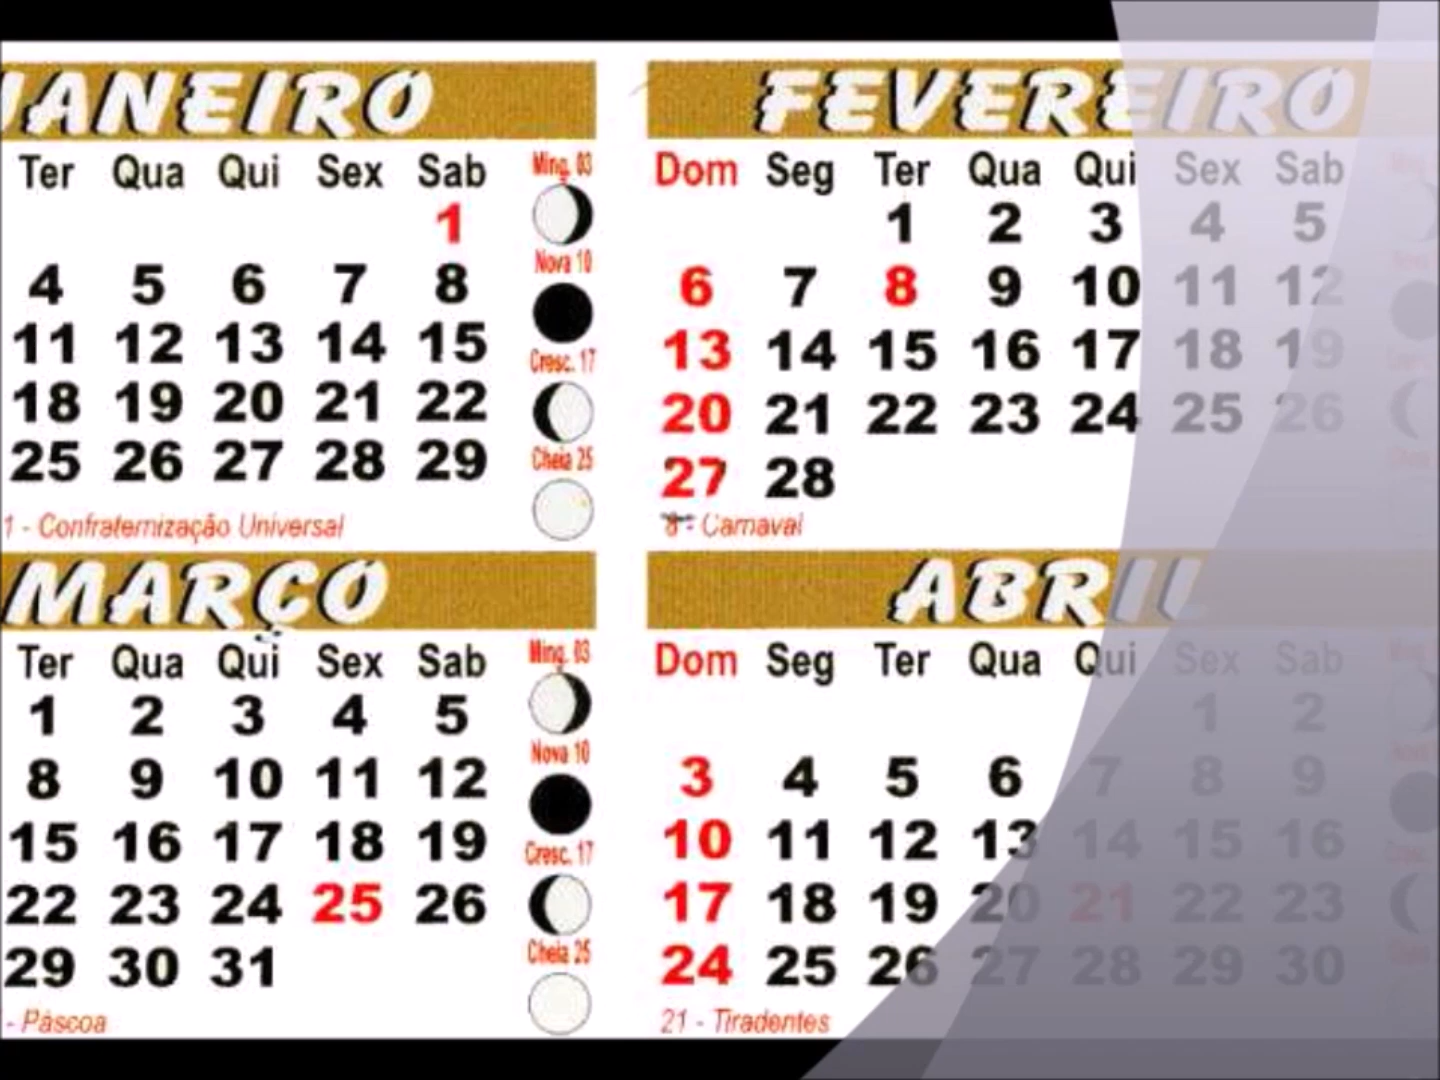 JANEIRO
Ter Qua Qui Sex Sab
1
4 5 6 7 8
11 12 13 14 15
18 19 20 21 22
25 26 27 28 29
Ming. 03
Nova 10
Cresc. 17
Cheia 25
1 - Confraternização Universal
FEVEREIRO
Dom Seg Ter Qua Qui Sex Sab
1 2 3 4 5
6 7 8 9 10 11 12
13 14 15 16 17 18 19
20 21 22 23 24 25 26
27 28
8 - Carnaval
MARÇO
Ter Qua Qui Sex Sab
1 2 3 4 5
8 9 10 11 12
15 16 17 18 19
22 23 24 25 26
29 30 31
Ming. 03
Nova 10
Cresc. 17
Cheia 25
- Páscoa
ABRIL
Dom Seg Ter Qua Qui Sex Sab
1 2
3 4 5 6 7 8 9
10 11 12 13 14 15 16
17 18 19 20 21 22 23
24 25 26 27 28 29 30
21 - Tiradentes